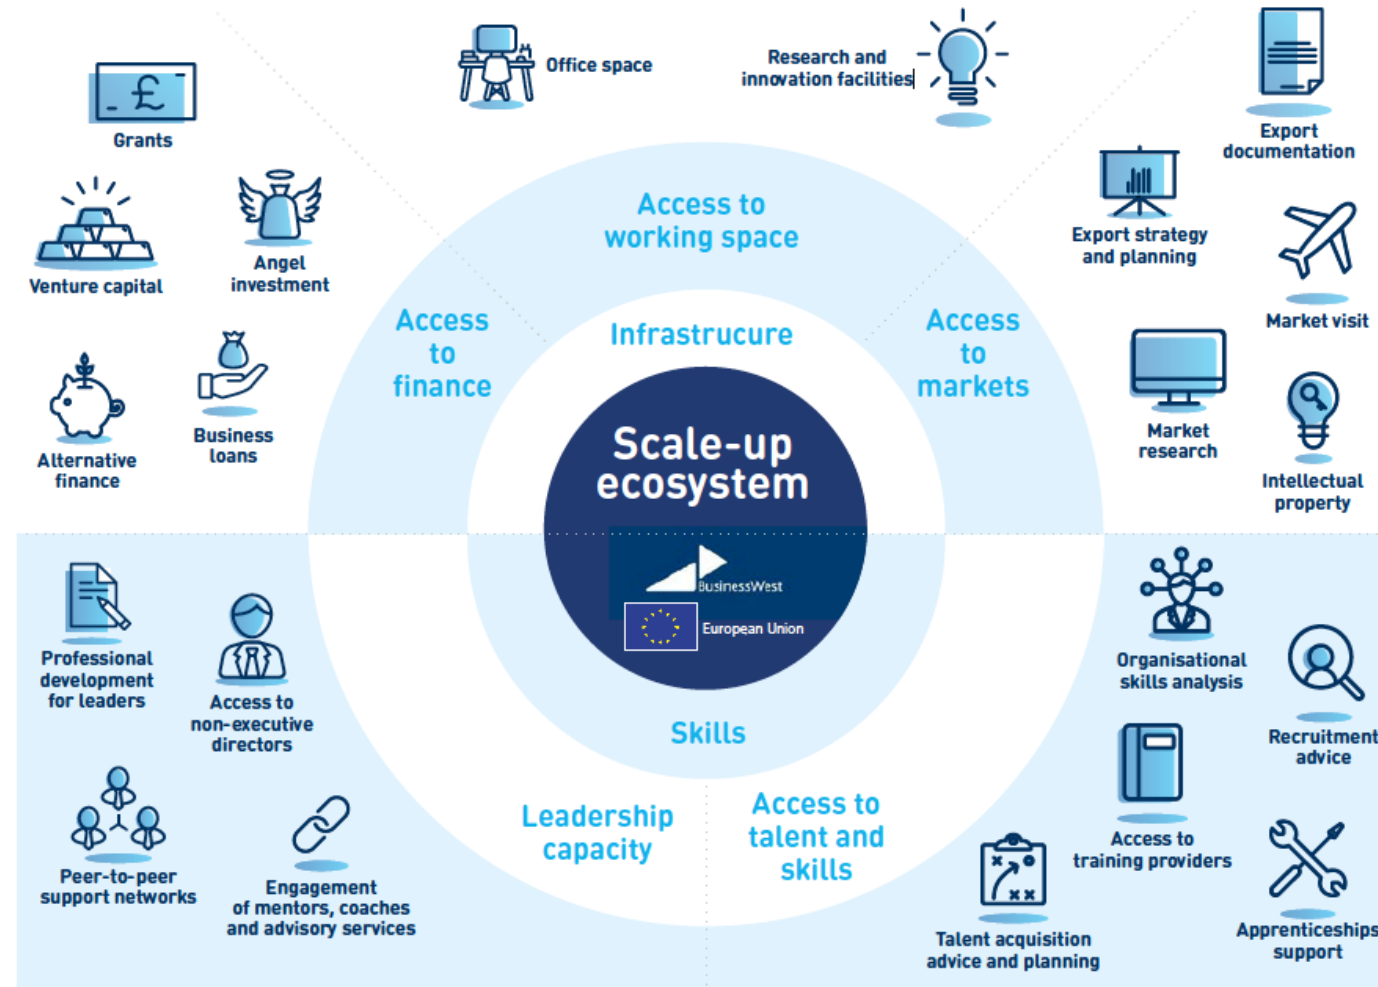 Office space
Research and
innovation facilities
£
Grants
Export
documentation
Venture capital
Angel
investment
Export strategy
and planning
Market visit
Alternative
finance
Business
loans
Market
research
Intellectual
property
Access to
working space
Access
to
finance
Infrastrucure
Access
to
markets
Scale-up
ecosystem
BusinessWest
European Union
Skills
Leadership
capacity
Access to
talent and
skills
Professional
development
for leaders
Access to
non-executive
directors
Peer-to-peer
support networks
Engagement
of mentors, coaches
and advisory services
Organisational
skills analysis
Recruitment
advice
Access to
training providers
Talent acquisition
advice and planning
Apprenticeships
support